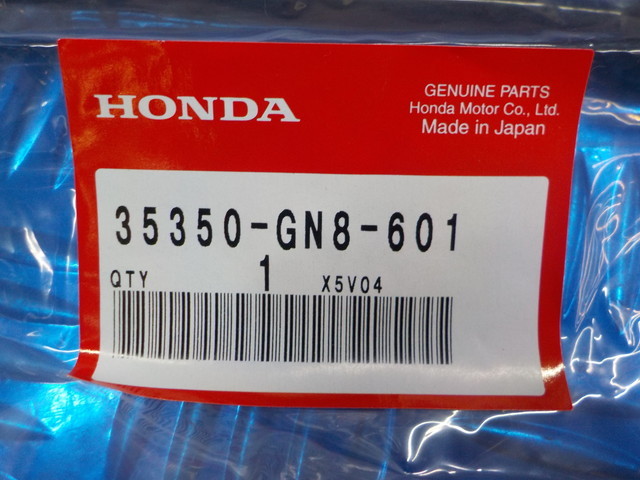 HONDA
GENUINE PARTS
Honda Motor Co., Ltd.
Made in Japan
35350-GN8-601
QTY 1 X5V04